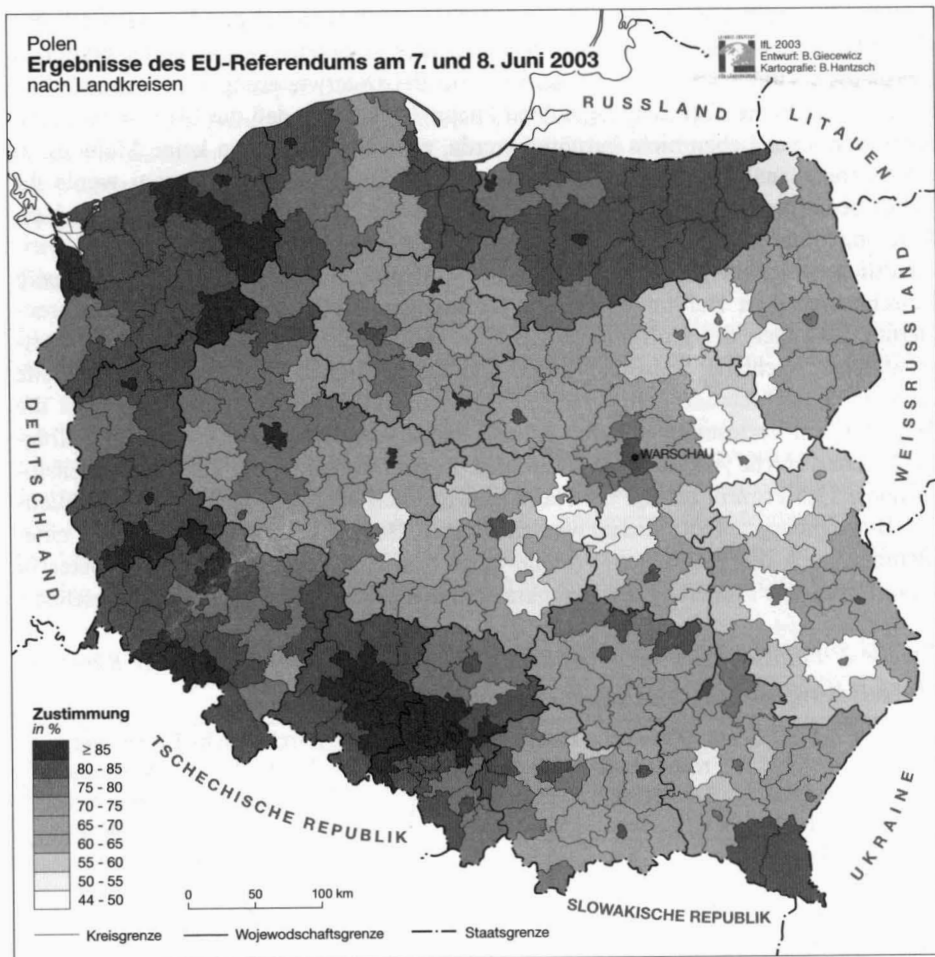 Polen
Ergebnisse des EU-Referendums am 7. und 8. Juni 2003
nach Landkreisen
IfL 2003
Entwurf: B. Giecewicz
Kartografie: B. Hantzsch
RUSSLAND
LITAUEN
WEISSRUSSLAND
DEUTSCHLAND
WARSCHAU
Zustimmung
in %
≥ 85
80 - 85
75 - 80
70 - 75
65 - 70
60 - 65
55 - 60
50 - 55
44 - 50
TSCHECHISCHE REPUBLIK
UKRAINE
0 50 100 km
SLOWAKISCHE REPUBLIK
Kreisgrenze
Wojewodschaftsgrenze
Staatsgrenze